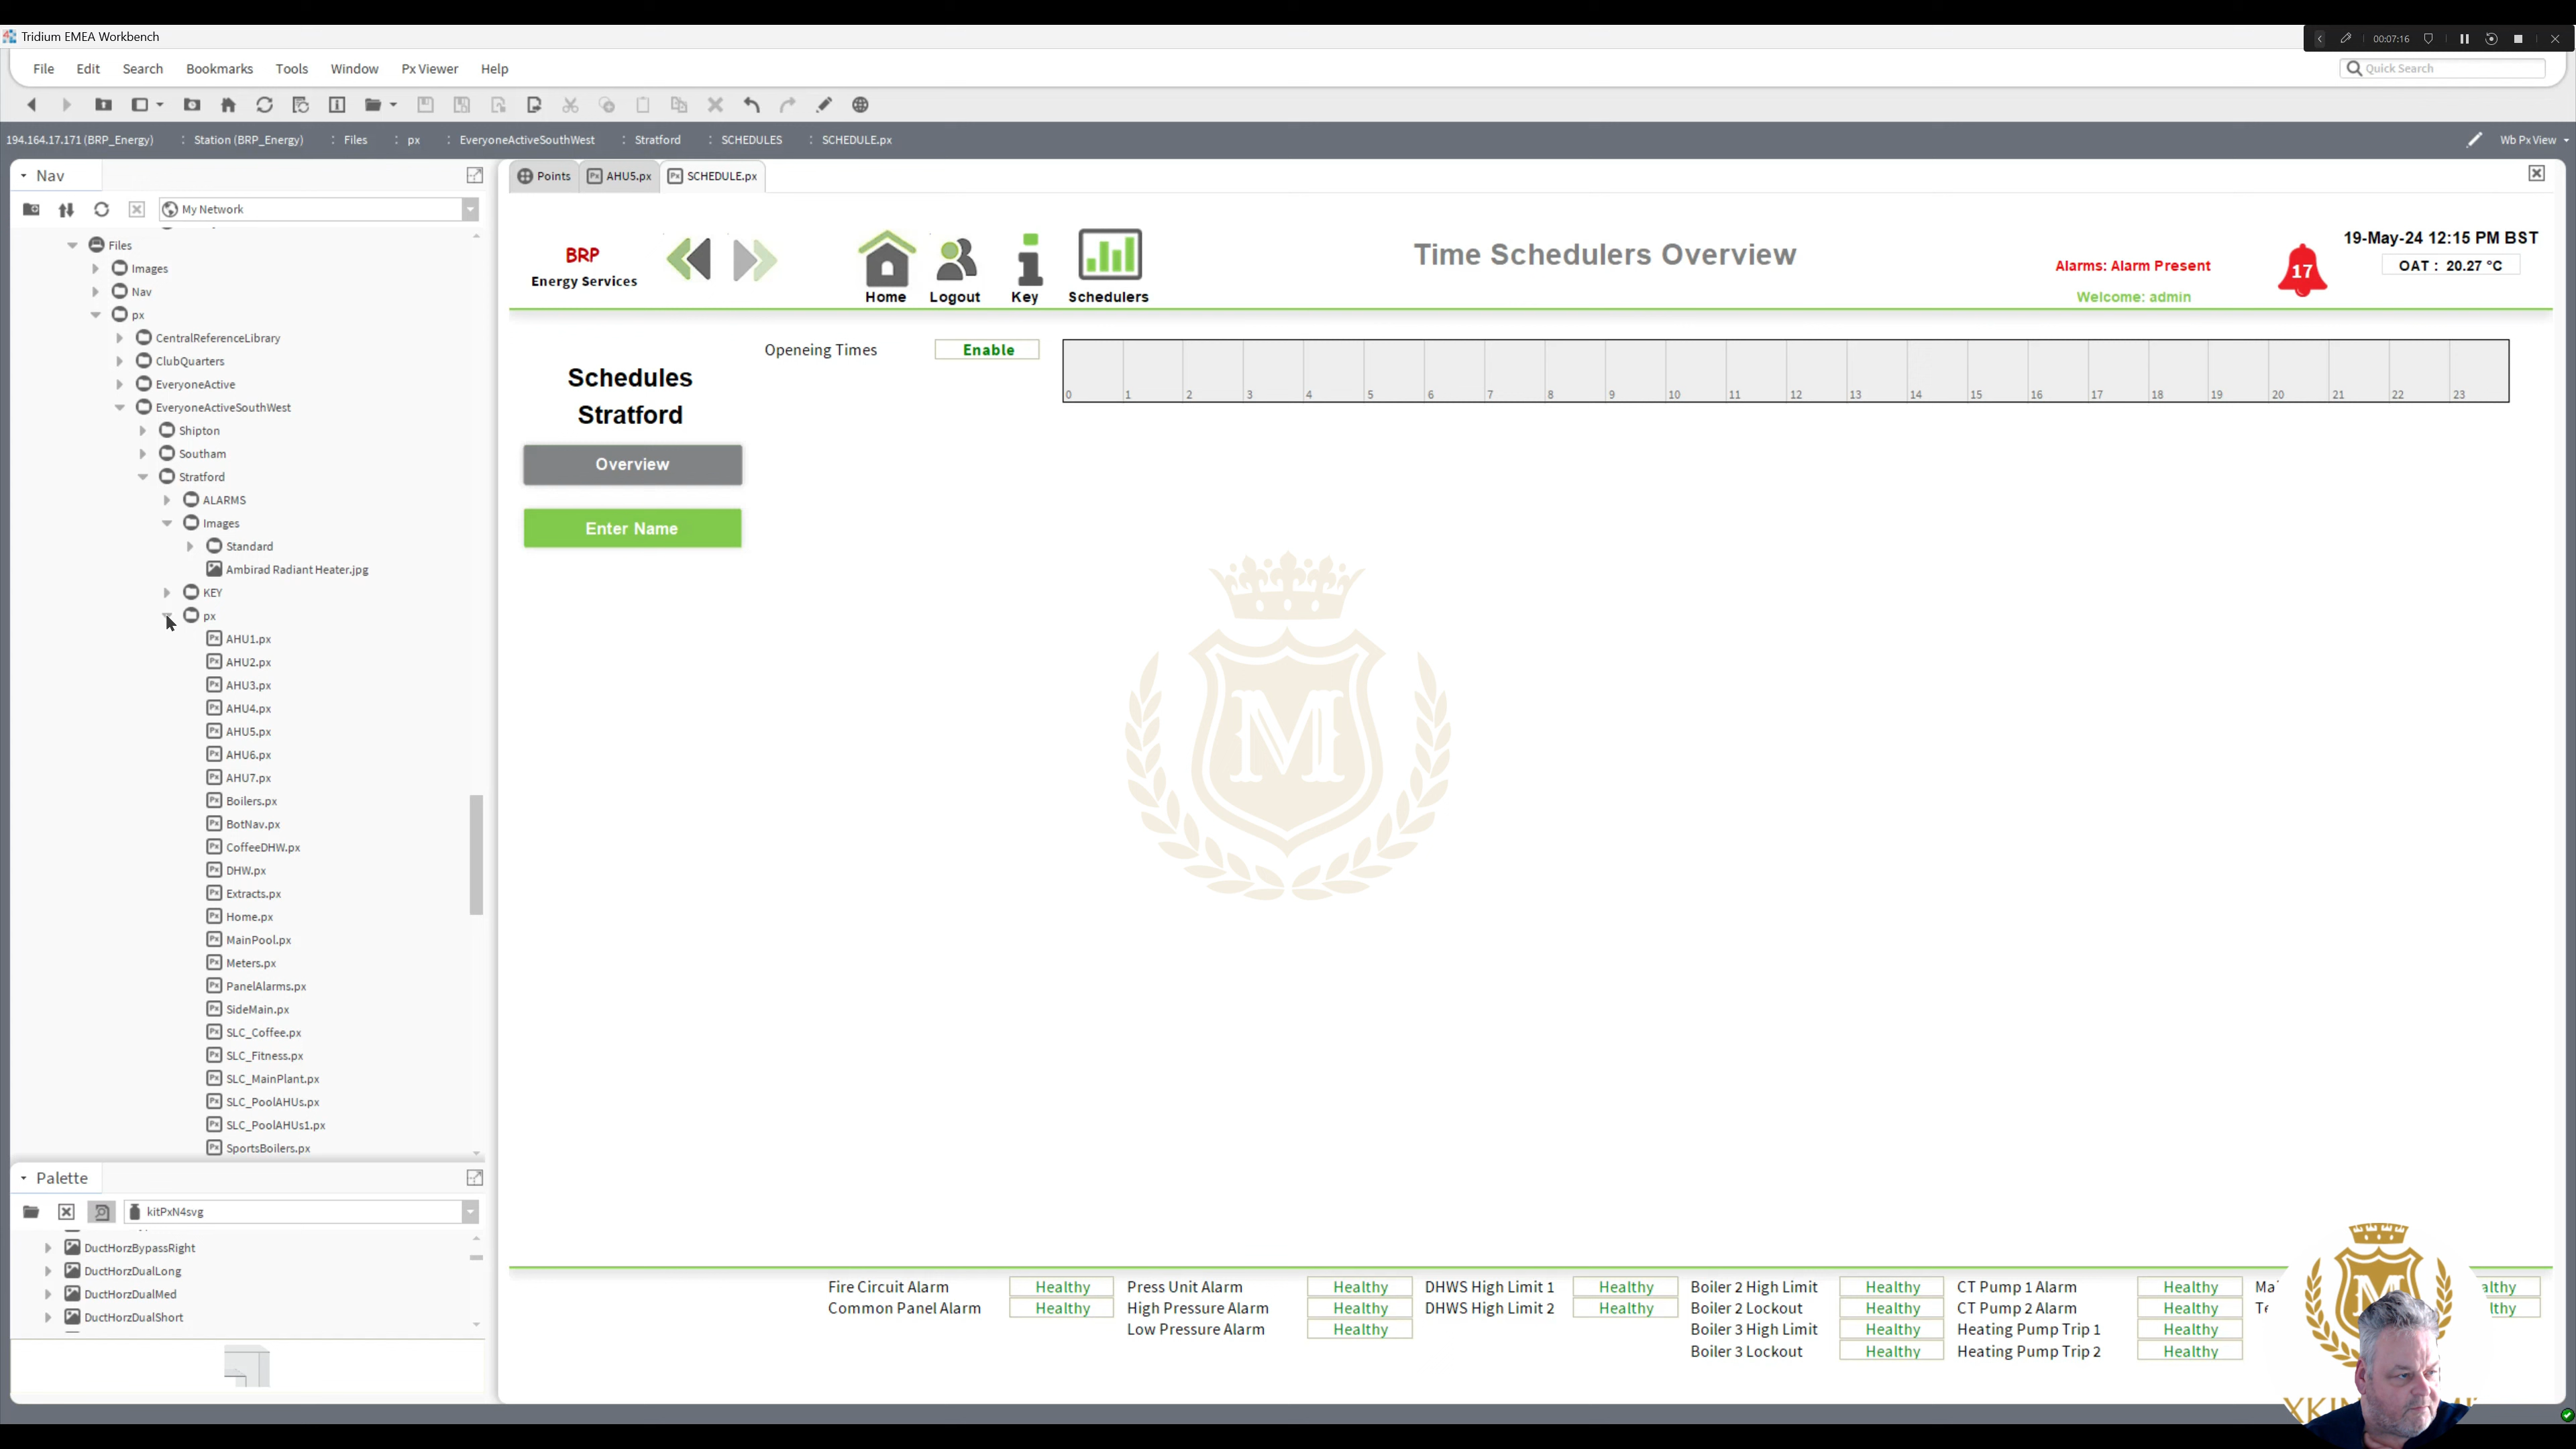 Tridium EMEA Workbench
00:07:16
File Edit Search Bookmarks Tools Window Px Viewer Help
Quick Search
194.164.17.171 (BRP_Energy) : Station (BRP_Energy) : Files : px : EveryoneActiveSouthWest : Stratford : SCHEDULES : SCHEDULE.px
Wb Px View
Nav
My Network
Files
Images
Nav
px
CentralReferenceLibrary
ClubQuarters
EveryoneActive
EveryoneActiveSouthWest
Shipton
Southam
Stratford
ALARMS
Images
Standard
Ambirad Radiant Heater.jpg
KEY
px
AHU1.px
AHU2.px
AHU3.px
AHU4.px
AHU5.px
AHU6.px
AHU7.px
Boilers.px
BotNav.px
CoffeeDHW.px
DHW.px
Extracts.px
Home.px
MainPool.px
Meters.px
PanelAlarms.px
SideMain.px
SLC_Coffee.px
SLC_Fitness.px
SLC_MainPlant.px
SLC_PoolAHUs.px
SLC_PoolAHUs1.px
SportsBoilers.px
Palette
kitPxN4svg
DuctHorzBypassRight
DuctHorzDualLong
DuctHorzDualMed
DuctHorzDualShort
Points AHU5.px SCHEDULE.px
BRP
Energy Services
Home Logout Key Schedulers
Time Schedulers Overview
Alarms: Alarm Present
Welcome: admin
17
19-May-24 12:15 PM BST
OAT : 20.27 °C
Schedules
Stratford
Overview
Enter Name
Openeing Times Enable
0 1 2 3 4 5 6 7 8 9 10 11 12 13 14 15 16 17 18 19 20 21 22 23
M
Fire Circuit Alarm Healthy Press Unit Alarm Healthy DHWS High Limit 1 Healthy Boiler 2 High Limit Healthy CT Pump 1 Alarm Healthy
Common Panel Alarm Healthy High Pressure Alarm Healthy DHWS High Limit 2 Healthy Boiler 2 Lockout Healthy CT Pump 2 Alarm Healthy
Low Pressure Alarm Healthy Boiler 3 High Limit Healthy Heating Pump Trip 1 Healthy
Boiler 3 Lockout Healthy Heating Pump Trip 2 Healthy